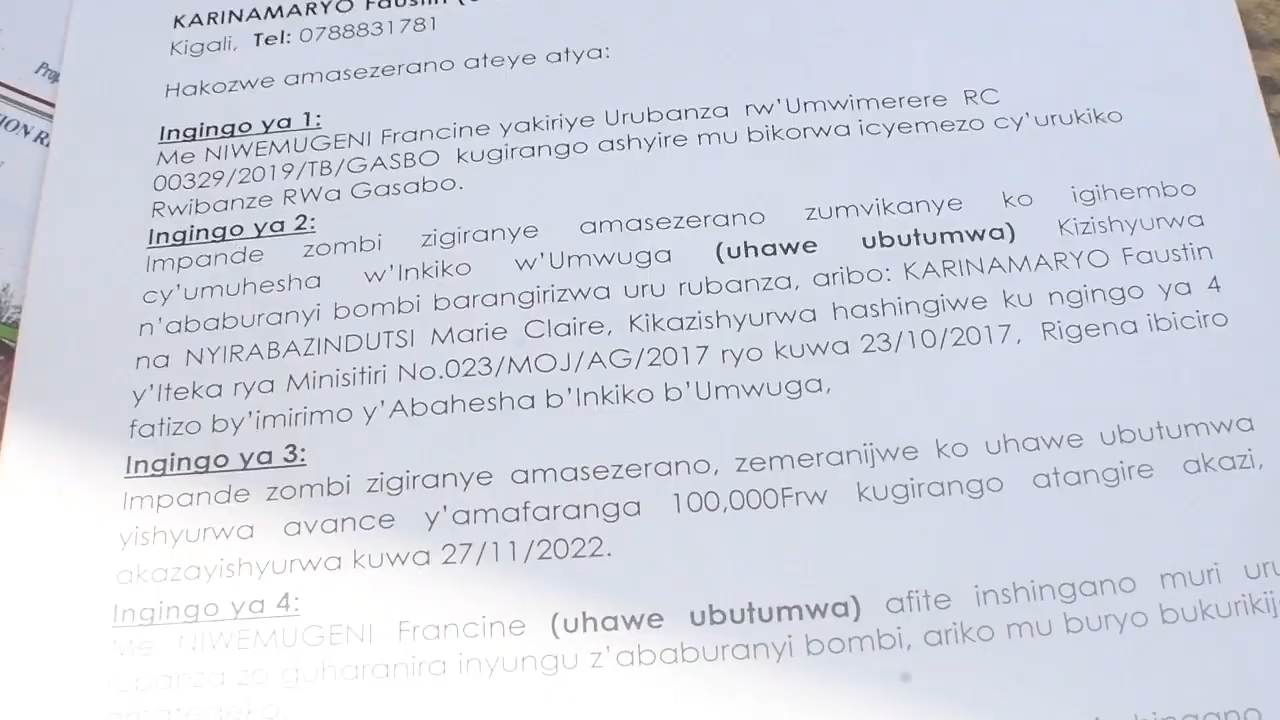 KARINAMARYO Faustin
Kigali, Tel: 0788831781
Hakozwe amasezerano ateye atya:
Ingingo ya 1:
Me NIWEMUGENI Francine yakiriye Urubanza rw'Umwimerere RC
00329/2019/TB/GASBO kugirango ashyire mu bikorwa icyemezo cy'urukiko
Rwibanze RWa Gasabo.
Ingingo ya 2:
Impande zombi zigiranye amasezerano zumvikanye ko igihembo
cy'umuhesha w'Inkiko w'Umwuga (uhawe ubutumwa) Kizishyurwa
n'ababuranyi bombi barangirizwa uru rubanza, aribo: KARINAMARYO Faustin
na NYIRABAZINDUTSI Marie Claire, Kikazishyurwa hashingiwe ku ngingo ya 4
y'Iteka rya Minisitiri No.023/MOJ/AG/2017 ryo kuwa 23/10/2017, Rigena ibiciro
fatizo by'imirimo y'Abahesha b'Inkiko b'Umwuga,
Ingingo ya 3:
Impande zombi zigiranye amasezerano, zemeranijwe ko uhawe ubutumwa
yishyurwa avance y'amafaranga 100,000Frw kugirango atangire akazi,
akazayishyurwa kuwa 27/11/2022.
Ingingo ya 4:
Me NIWEMUGENI Francine (uhawe ubutumwa) afite inshingano muri uru
rubanza zo guharanira inyungu z'ababuranyi bombi, ariko mu buryo
amategeko.